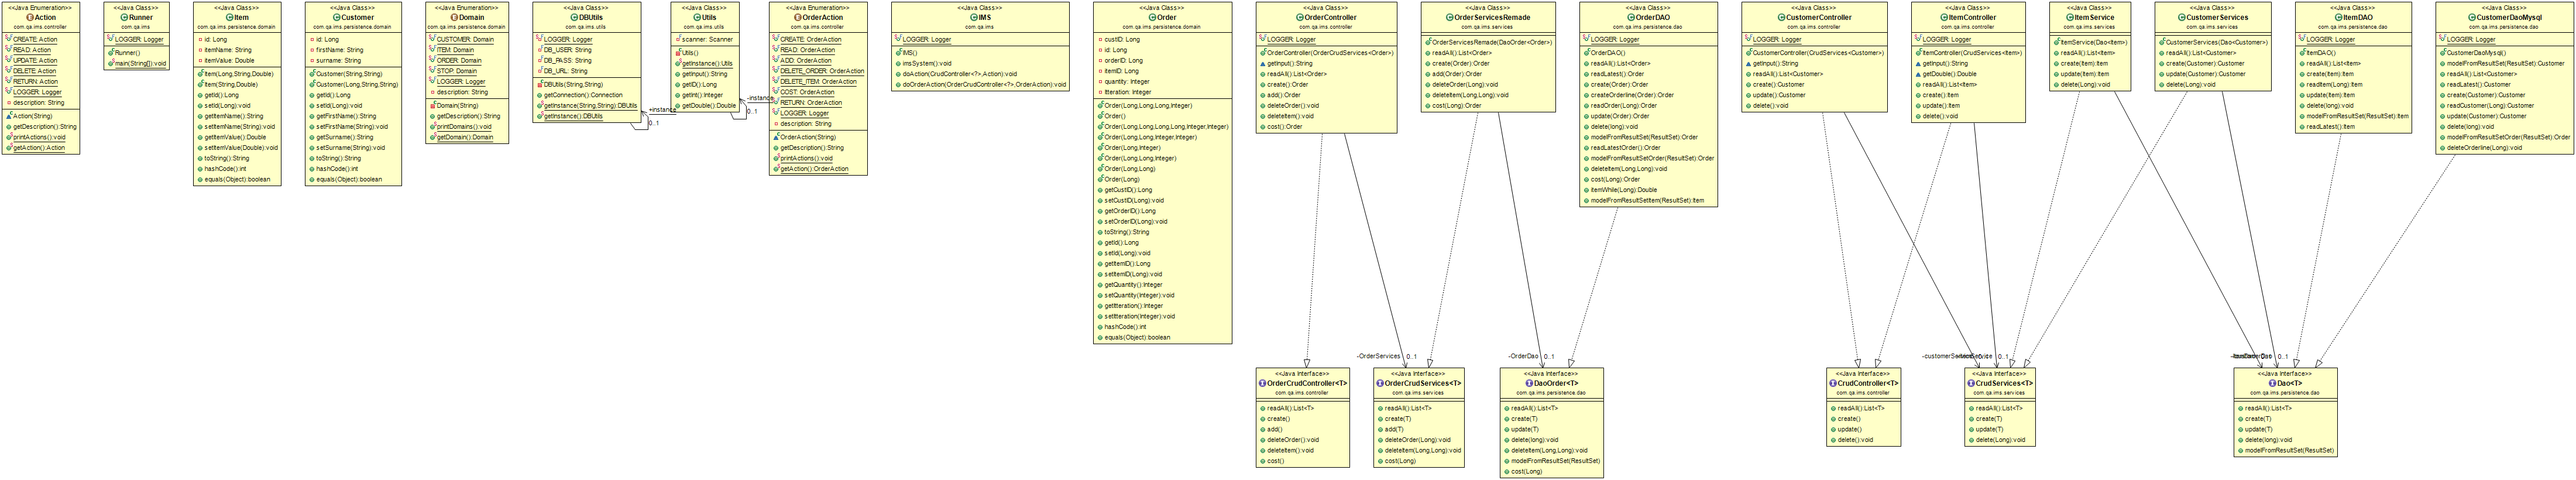 <<Java Enumeration>>
Action
com.qa.ims.controller
CREATE: Action
READ: Action
UPDATE: Action
DELETE: Action
RETURN: Action
LOGGER: Logger
description: String
Action(String)
getDescription():String
printActions():void
getAction():Action
<<Java Class>>
Runner
com.qa.ims
LOGGER: Logger
Runner()
main(String[]):void
<<Java Class>>
Item
com.qa.ims.persistence.domain
id: Long
itemName: String
itemValue: Double
Item(Long,String,Double)
Item(String,Double)
getId():Long
setId(Long):void
getItemName():String
setItemName(String):void
getItemValue():Double
setItemValue(Double):void
toString():String
hashCode():int
equals(Object):boolean
<<Java Class>>
Customer
com.qa.ims.persistence.domain
id: Long
firstName: String
surname: String
Customer(String,String)
Customer(Long,String,String)
getId():Long
setId(Long):void
getFirstName():String
setFirstName(String):void
getSurname():String
setSurname(String):void
toString():String
hashCode():int
equals(Object):boolean
<<Java Enumeration>>
Domain
com.qa.ims.persistence.domain
CUSTOMER: Domain
ITEM: Domain
ORDER: Domain
STOP: Domain
LOGGER: Logger
description: String
Domain(String)
getDescription():String
printDomains():void
getDomain():Domain
<<Java Class>>
DBUtils
com.qa.ims.utils
LOGGER: Logger
DB_USER: String
DB_PASS: String
DB_URL: String
DBUtils(String,String)
getConnection():Connection
getInstance(String,String):DBUtils
getInstance():DBUtils
+instance
0..1
<<Java Class>>
Utils
com.qa.ims.utils
scanner: Scanner
Utils()
getInstance():Utils
getInput():String
getID():Long
getInt():Integer
getDouble():Double
-instance
0..1
<<Java Enumeration>>
OrderAction
com.qa.ims.controller
CREATE: OrderAction
READ: OrderAction
ADD: OrderAction
DELETE_ORDER: OrderAction
DELETE_ITEM: OrderAction
COST: OrderAction
RETURN: OrderAction
LOGGER: Logger
description: String
OrderAction(String)
getDescription():String
printActions():void
getAction():OrderAction
<<Java Class>>
IMS
com.qa.ims
LOGGER: Logger
IMS()
imsSystem():void
doAction(CrudController<?>,Action):void
doOrderAction(OrderCrudController<?>,OrderAction):void
<<Java Class>>
Order
com.qa.ims.persistence.domain
custID: Long
id: Long
orderID: Long
itemID: Long
quantity: Integer
Itteration: Integer
Order(Long,Long,Long,Integer)
Order()
Order(Long,Long,Long,Long,Integer,Integer)
Order(Long,Long,Integer,Integer)
Order(Long,Integer)
Order(Long,Long,Integer)
Order(Long,Long)
Order(Long)
getCustID():Long
setCustID(Long):void
getOrderID():Long
setOrderID(Long):void
toString():String
getId():Long
setId(Long):void
getItemID():Long
setItemID(Long):void
getQuantity():Integer
setQuantity(Integer):void
getItteration():Integer
setItteration(Integer):void
hashCode():int
equals(Object):boolean
<<Java Class>>
OrderController
com.qa.ims.controller
LOGGER: Logger
OrderController(OrderCrudServices<Order>)
getInput():String
readAll():List<Order>
create():Order
add():Order
deleteOrder():void
deleteItem():void
cost():Order
<<Java Class>>
OrderServicesRemade
com.qa.ims.services
OrderServicesRemade(DaoOrder<Order>)
readAll():List<Order>
create(Order):Order
add(Order):Order
deleteOrder(Long):void
deleteItem(Long,Long):void
cost(Long):Order
<<Java Class>>
OrderDAO
com.qa.ims.persistence.dao
LOGGER: Logger
OrderDAO()
readAll():List<Order>
readLatest():Order
create(Order):Order
createOrderline(Order):Order
readOrder(Long):Order
update(Order):Order
delete(long):void
modelFromResultSet(ResultSet):Order
readLatestOrder():Order
modelFromResultSetOrder(ResultSet):Order
deleteItem(Long,Long):void
cost(Long):Order
itemWhile(Long):Double
modelFromResultSetItem(ResultSet):Item
<<Java Class>>
CustomerController
com.qa.ims.controller
LOGGER: Logger
CustomerController(CrudServices<Customer>)
getInput():String
readAll():List<Customer>
create():Customer
update():Customer
delete():void
<<Java Class>>
ItemController
com.qa.ims.controller
LOGGER: Logger
ItemController(CrudServices<Item>)
getInput():String
getDouble():Double
readAll():List<Item>
create():Item
update():Item
delete():void
<<Java Class>>
ItemService
com.qa.ims.services
ItemService(Dao<Item>)
readAll():List<Item>
create(Item):Item
update(Item):Item
delete(Long):void
<<Java Class>>
CustomerServices
com.qa.ims.services
CustomerServices(Dao<Customer>)
readAll():List<Customer>
create(Customer):Customer
update(Customer):Customer
delete(Long):void
<<Java Class>>
ItemDAO
com.qa.ims.persistence.dao
LOGGER: Logger
ItemDAO()
readAll():List<Item>
create(Item):Item
readItem(Long):Item
update(Item):Item
delete(long):void
modelFromResultSet(ResultSet):Item
readLatest():Item
<<Java Class>>
CustomerDaoMysql
com.qa.ims.persistence.dao
LOGGER: Logger
CustomerDaoMysql()
modelFromResultSet(ResultSet):Customer
readAll():List<Customer>
readLatest():Customer
create(Customer):Customer
readCustomer(Long):Customer
update(Customer):Customer
delete(long):void
modelFromResultSetOrder(ResultSet):Order
deleteOrderline(Long):void
-OrderServices
0..1
-OrderDao
0..1
0..1
0..1
<<Java Interface>>
OrderCrudController<T>
com.qa.ims.controller
readAll():List<T>
create()
add()
deleteOrder():void
deleteItem():void
cost()
<<Java Interface>>
OrderCrudServices<T>
com.qa.ims.services
readAll():List<T>
create(T)
add(T)
deleteOrder(Long):void
deleteItem(Long,Long):void
cost(Long)
<<Java Interface>>
DaoOrder<T>
com.qa.ims.persistence.dao
readAll():List<T>
create(T)
update(T)
delete(long):void
deleteItem(Long,Long):void
modelFromResultSet(ResultSet)
cost(Long)
<<Java Interface>>
CrudController<T>
com.qa.ims.controller
readAll():List<T>
create()
update()
delete():void
<<Java Interface>>
CrudServices<T>
com.qa.ims.services
readAll():List<T>
create(T)
update(T)
delete(Long):void
<<Java Interface>>
Dao<T>
com.qa.ims.persistence.dao
readAll():List<T>
create(T)
update(T)
delete(long):void
modelFromResultSet(ResultSet)